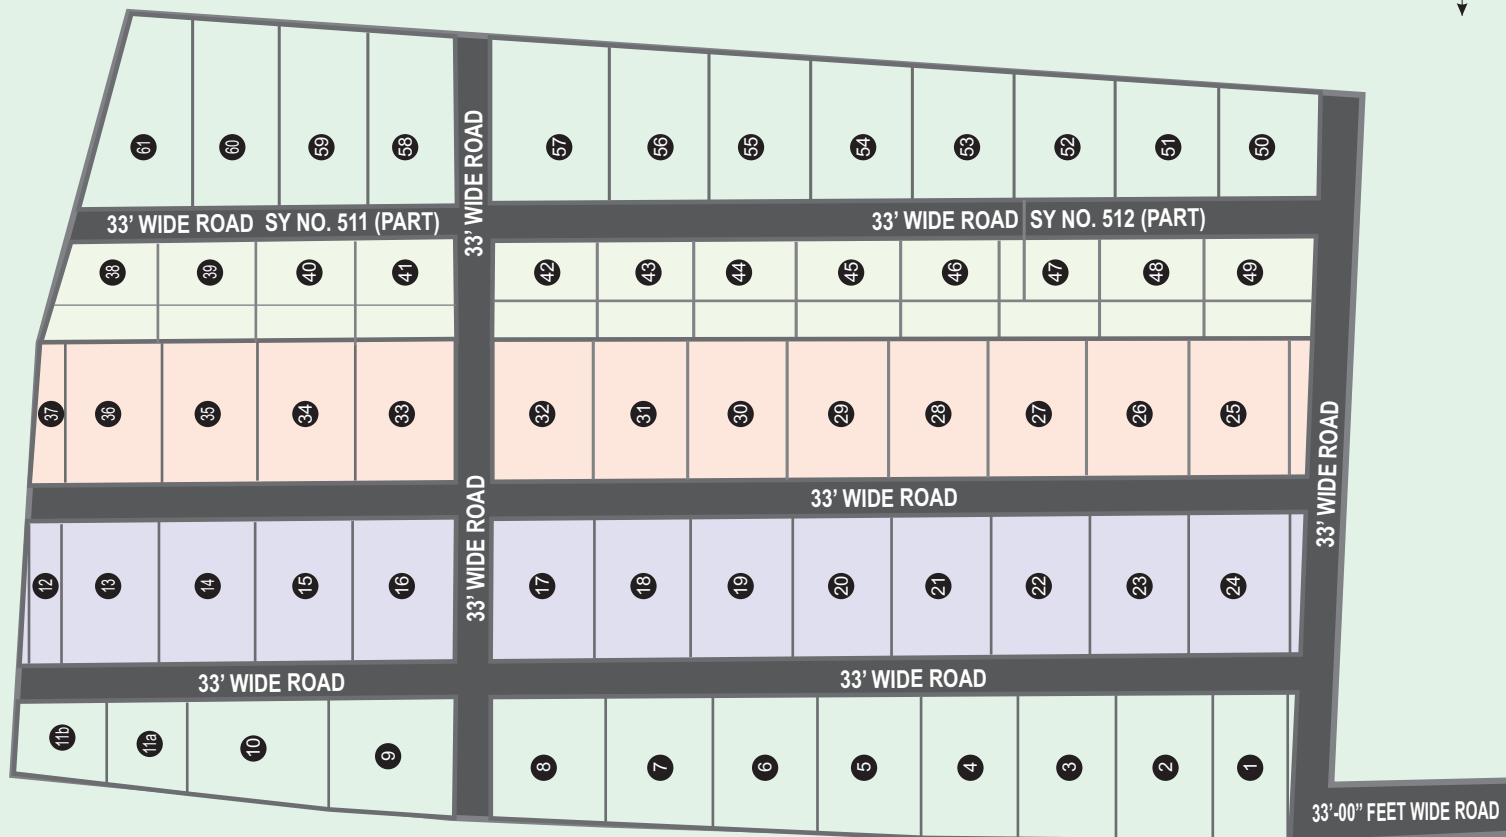 61 60 59 58 57 56 55 54 53 52 51 50
33’ WIDE ROAD
33’ WIDE ROAD SY NO. 511 (PART)
33’ WIDE ROAD SY NO. 512 (PART)
38 39 40 41 42 43 44 45 46 47 48 49
37 36 35 34 33 32 31 30 29 28 27 26 25
33’ WIDE ROAD
33’ WIDE ROAD
33’ WIDE ROAD
12 13 14 15 16 17 18 19 20 21 22 23 24
33’ WIDE ROAD
33’ WIDE ROAD
11b 11a 10 9 8 7 6 5 4 3 2 1
33’-00” FEET WIDE ROAD